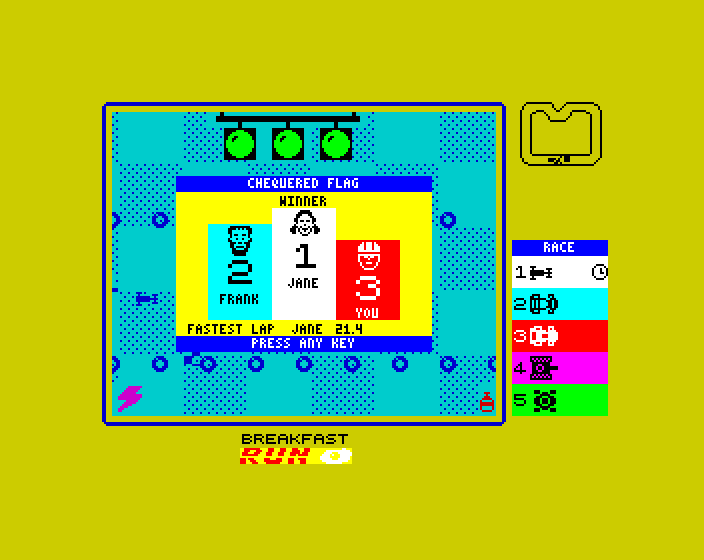 CHEQUERED FLAG
WINNER
1
JANE
2
FRANK
3
YOU
FASTEST LAP JANE 21.4
PRESS ANY KEY
RACE
1
2
3
4
5
BREAKFAST
RUN